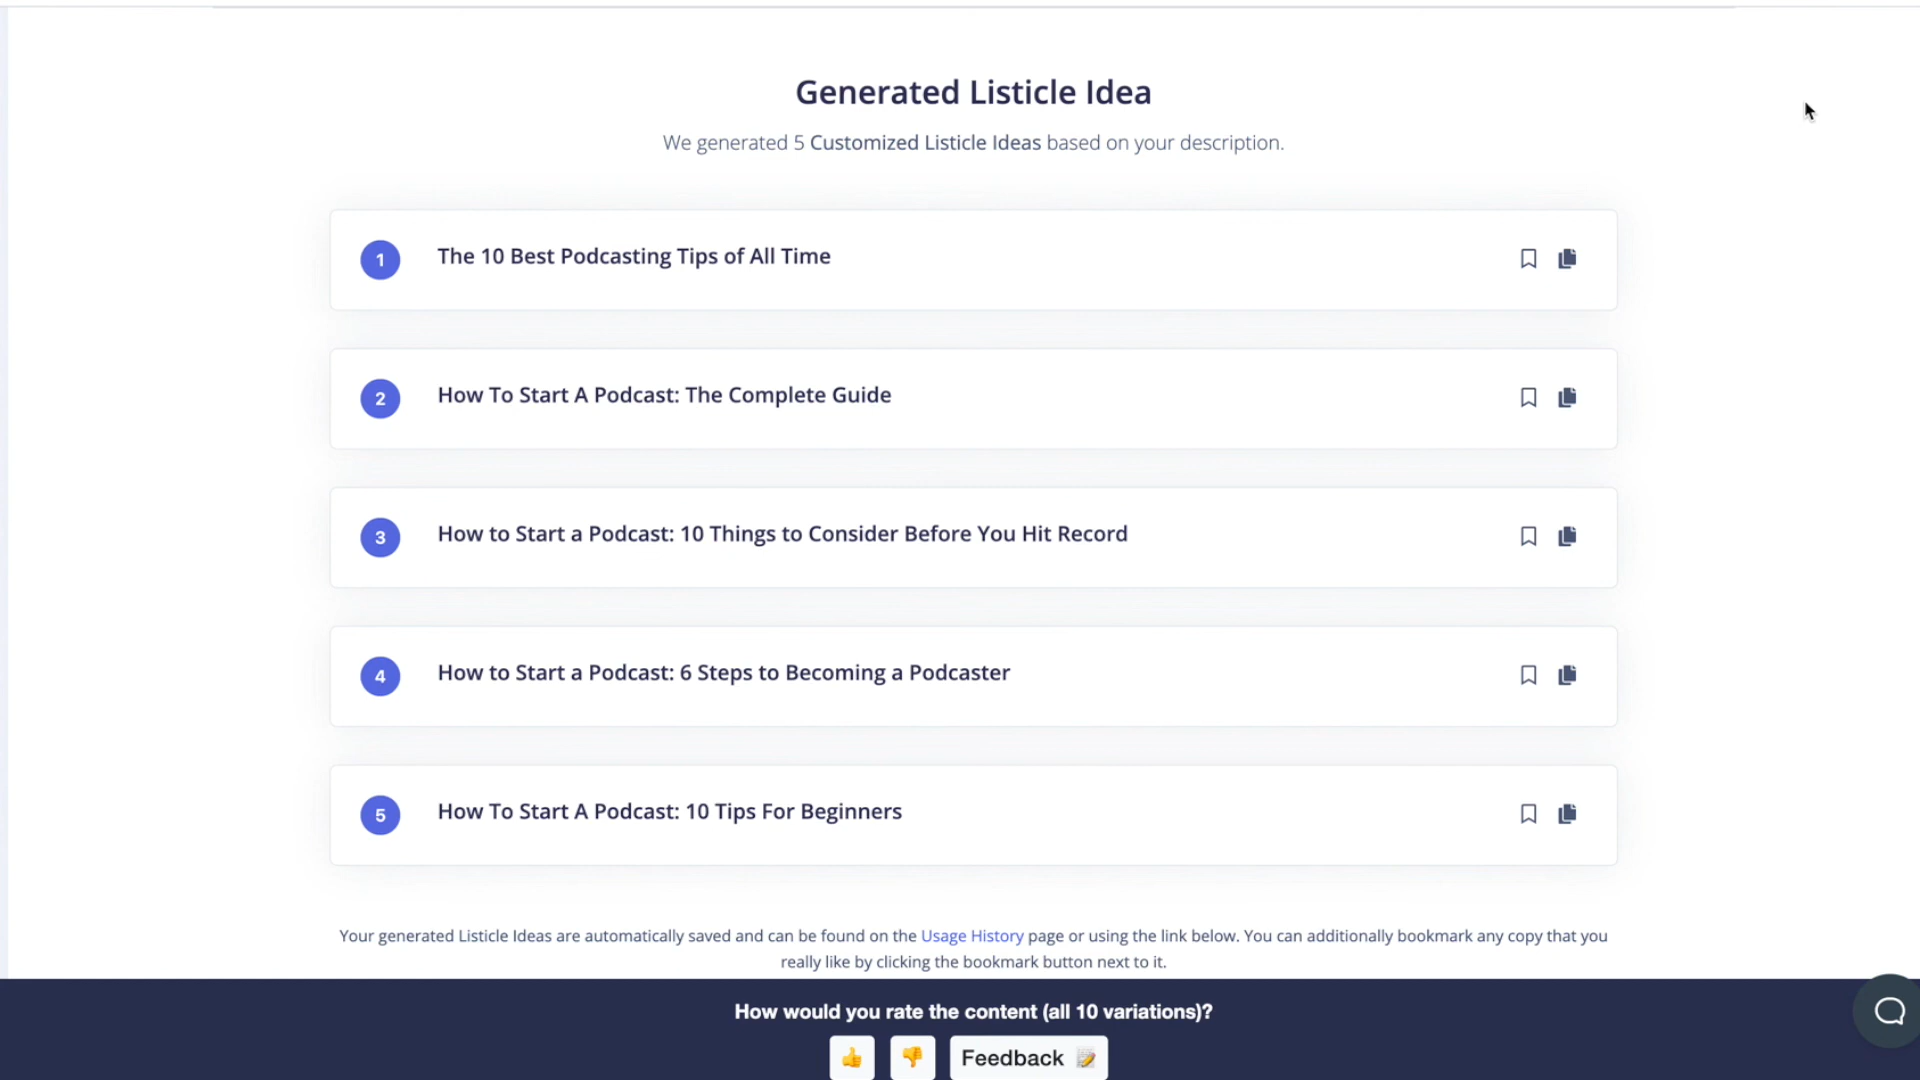 Generated Listicle Idea
We generated 5 Customized Listicle Ideas based on your description.
1 The 10 Best Podcasting Tips of All Time
2 How To Start A Podcast: The Complete Guide
3 How to Start a Podcast: 10 Things to Consider Before You Hit Record
4 How to Start a Podcast: 6 Steps to Becoming a Podcaster
5 How To Start A Podcast: 10 Tips For Beginners
Your generated Listicle Ideas are automatically saved and can be found on the Usage History page or using the link below. You can additionally bookmark any copy that you
really like by clicking the bookmark button next to it.
How would you rate the content (all 10 variations)?
Feedback